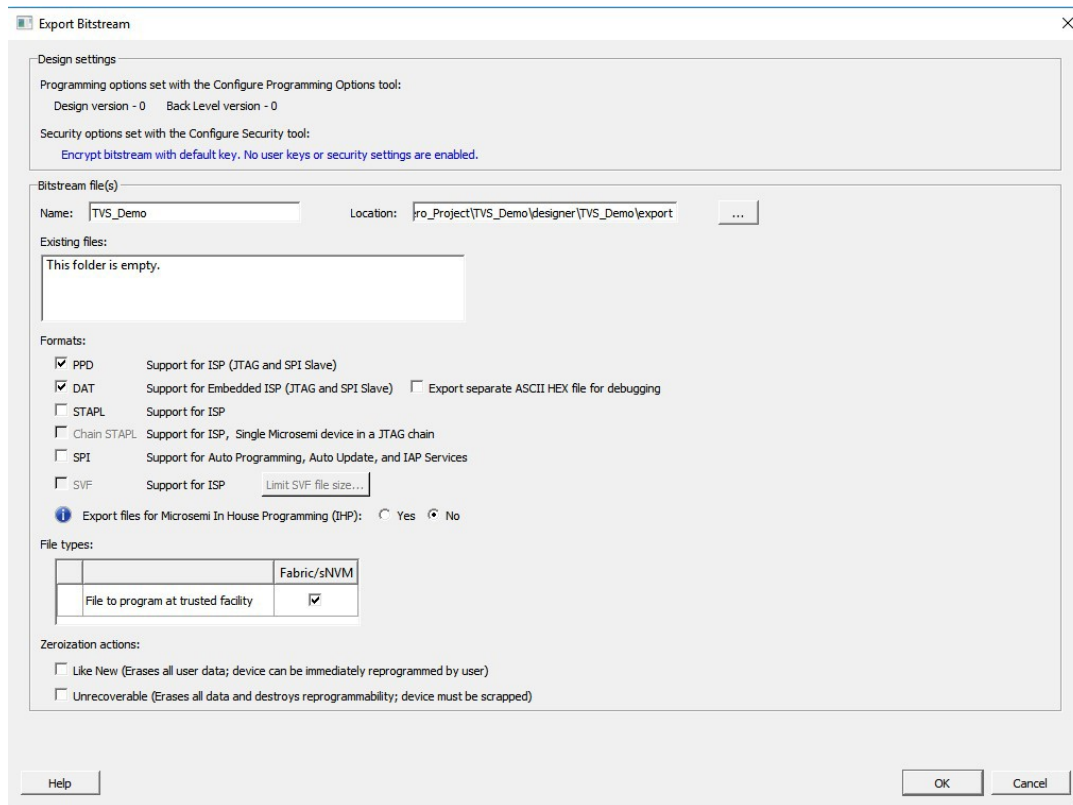 Export Bitstream
Design settings
Programming options set with the Configure Programming Options tool:
Design version - 0 Back Level version - 0
Security options set with the Configure Security tool:
Encrypt bitstream with default key. No user keys or security settings are enabled.
Bitstream file(s)
Name: TVS_Demo Location: ero_Project\TVS_Demo\designer\TVS_Demo\export ...
Existing files:
This folder is empty.
Formats:
PPD Support for ISP (JTAG and SPI Slave)
DAT Support for Embedded ISP (JTAG and SPI Slave) Export separate ASCII HEX file for debugging
STAPL Support for ISP
Chain STAPL Support for ISP, Single Microsemi device in a JTAG chain
SPI Support for Auto Programming, Auto Update, and IAP Services
SVF Support for ISP Limit SVF file size...
Export files for Microsemi In House Programming (IHP): Yes No
File types:
Fabric/sNVM
File to program at trusted facility
Zeroization actions:
Like New (Erases all user data; device can be immediately reprogrammed by user)
Unrecoverable (Erases all data and destroys reprogrammability; device must be scrapped)
Help OK Cancel